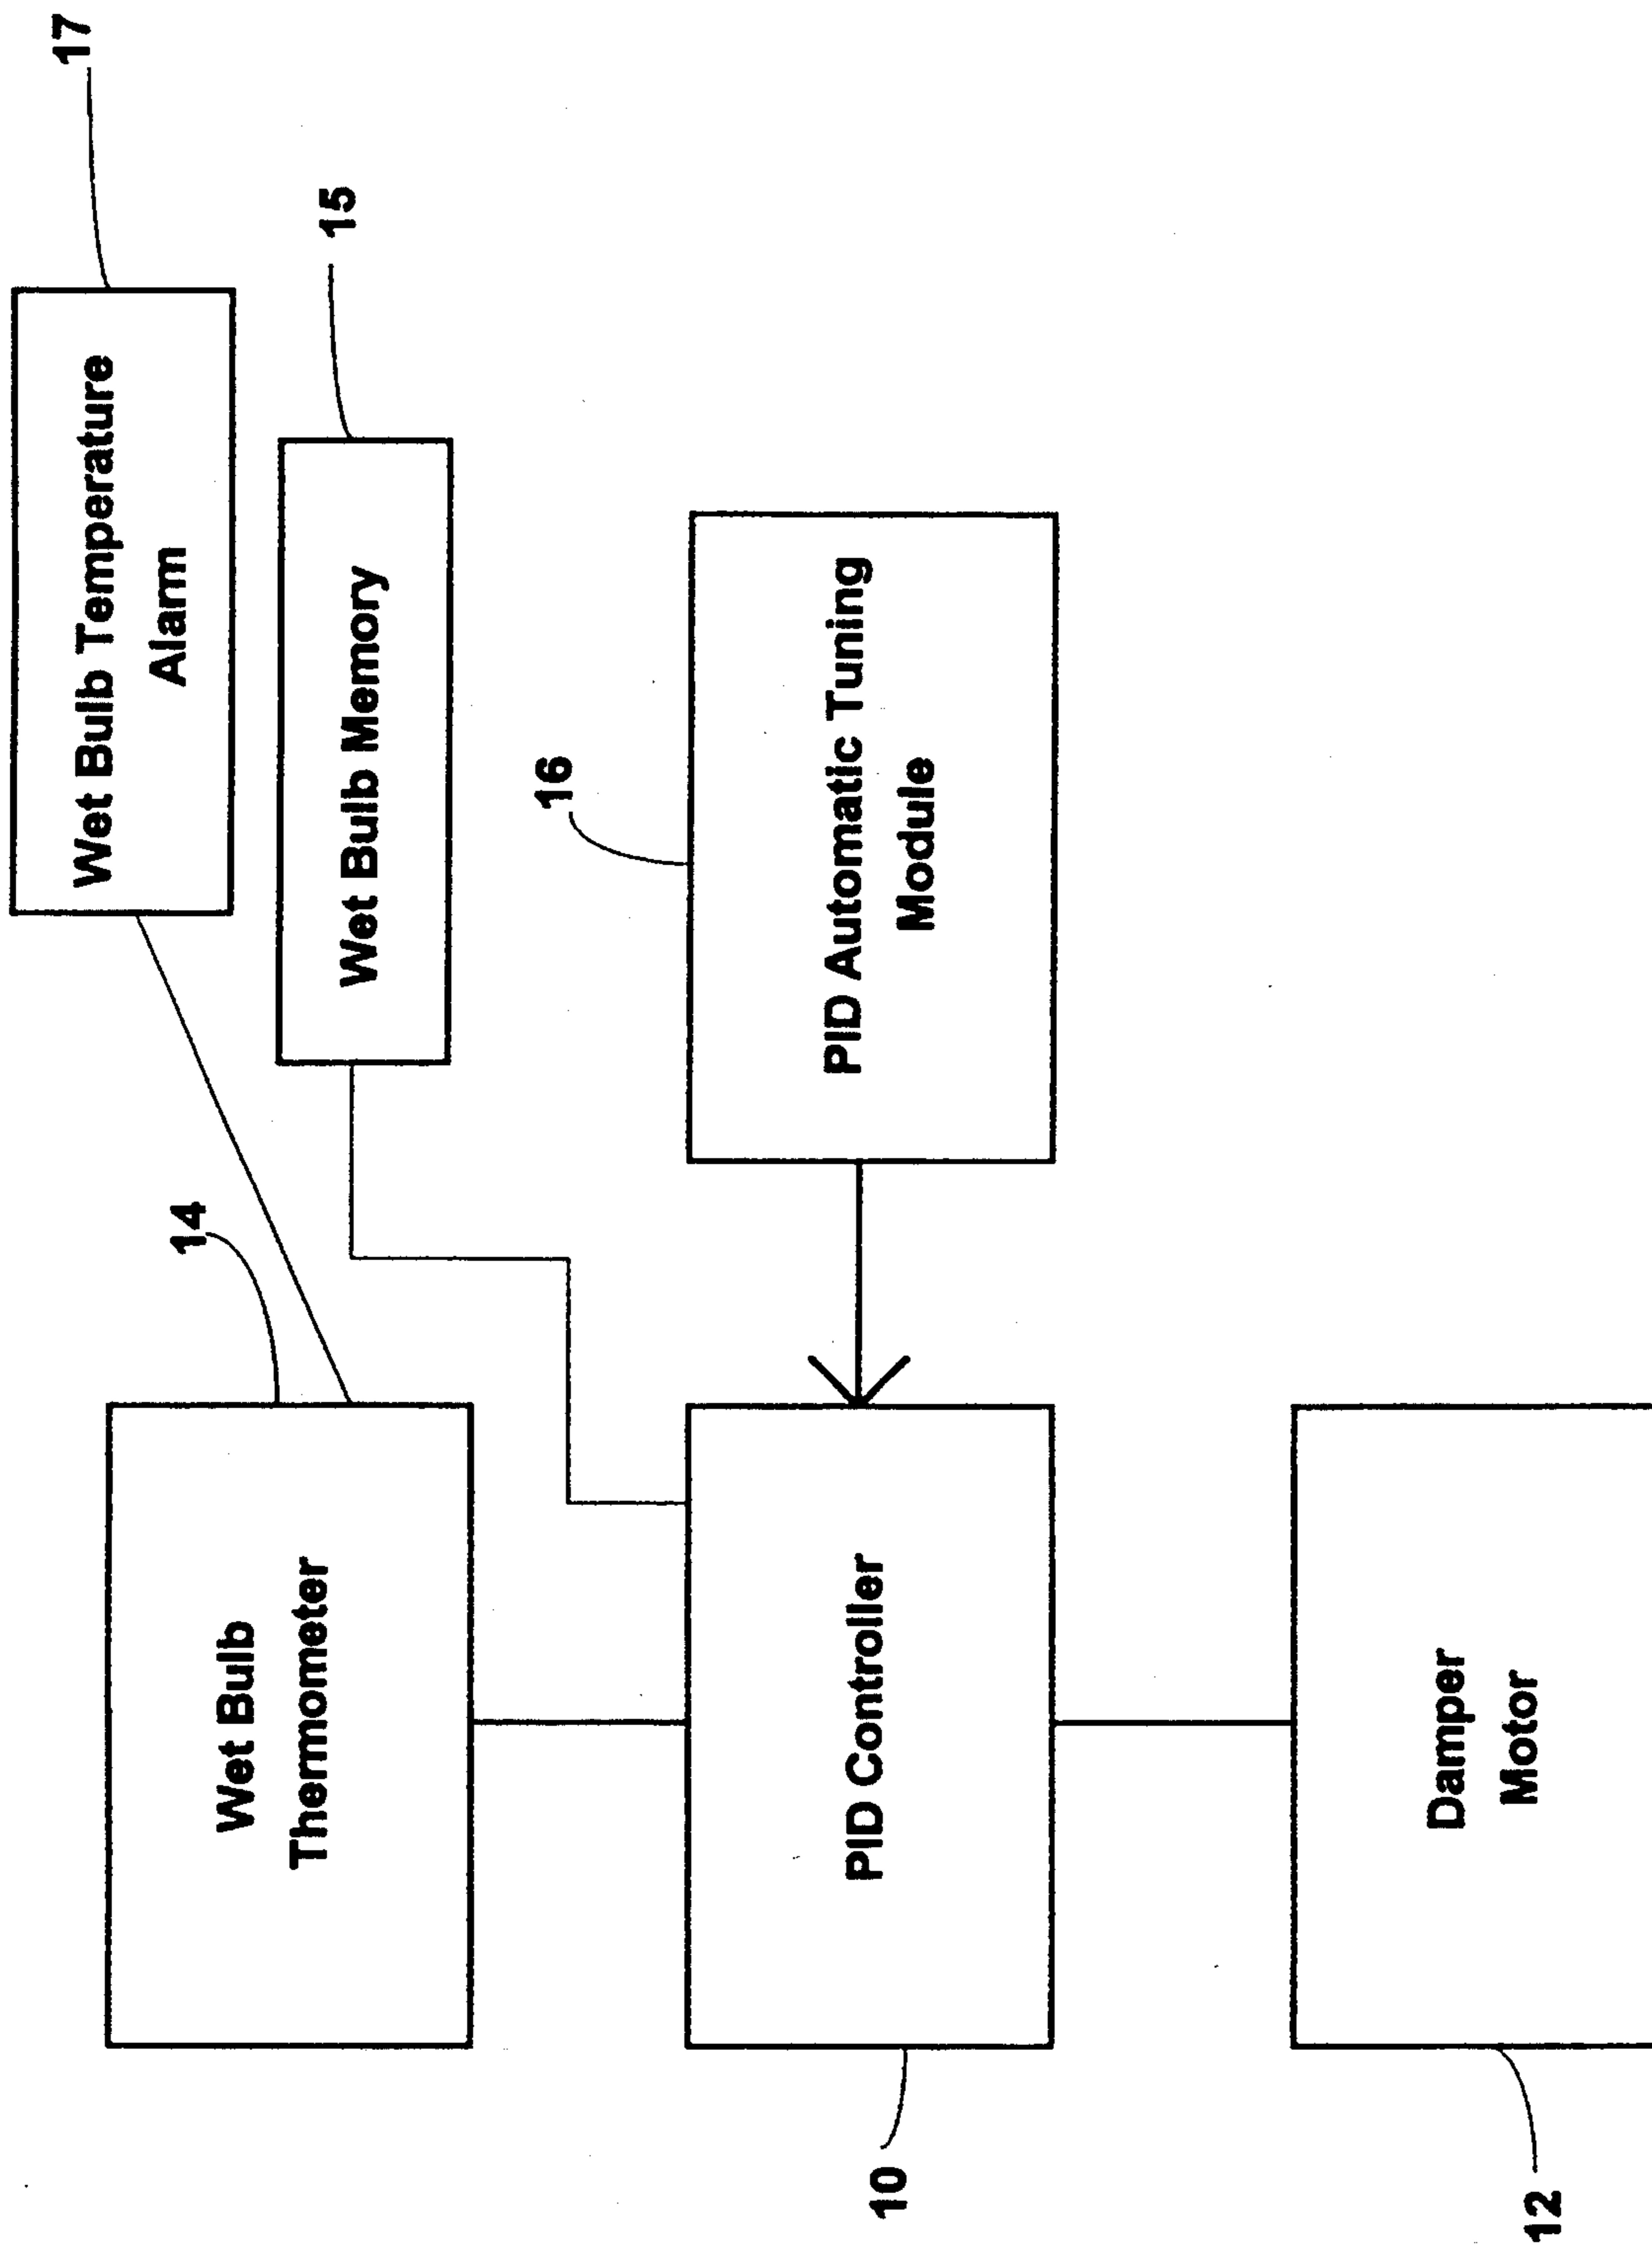 17
Wet Bulb Temperature
Alarm
15
Wet Bulb Memory
14
Wet Bulb
Thermometer
16
PID Automatic Tuning
Module
PID Controller
10
Damper
Motor
12